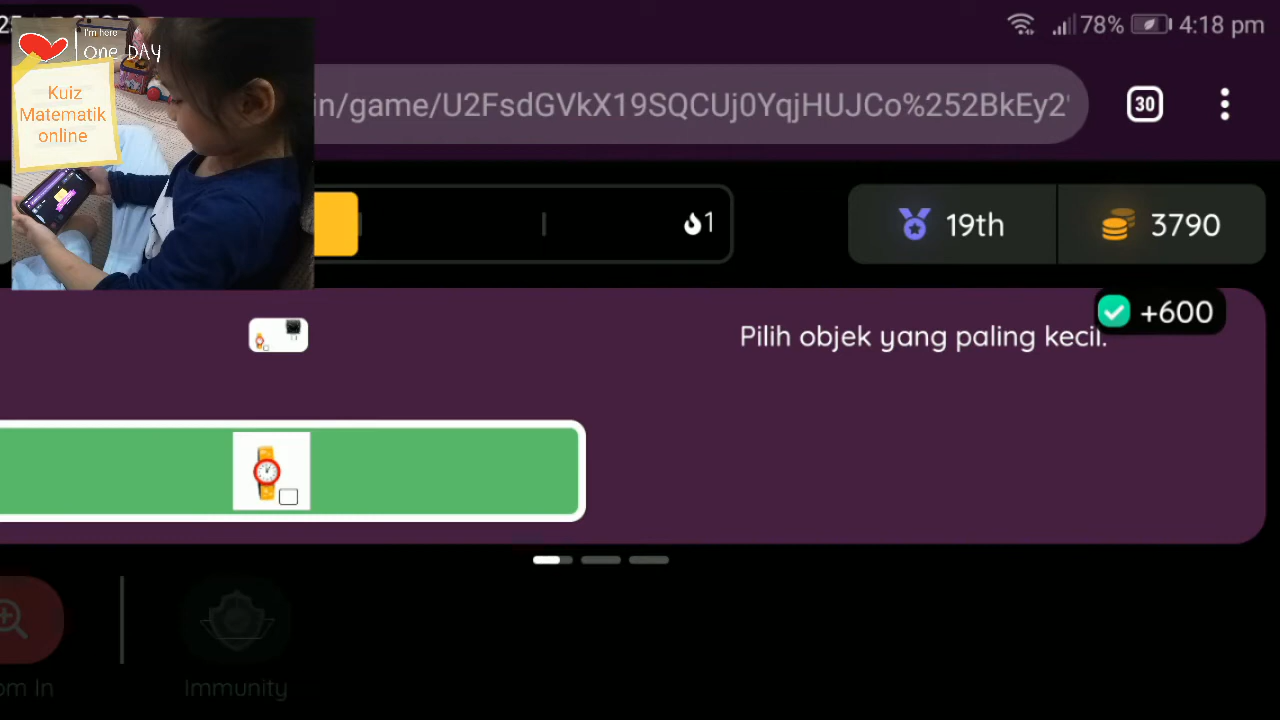 78% 4:18 pm
I'm here
One DAY
Kuiz
Matematik
online
in/game/U2FsdGVkX19SQCUj0YqjHUJCo%252BkEy2
30
1
19th
3790
+600
Pilih objek yang paling kecil.
om In
Immunity